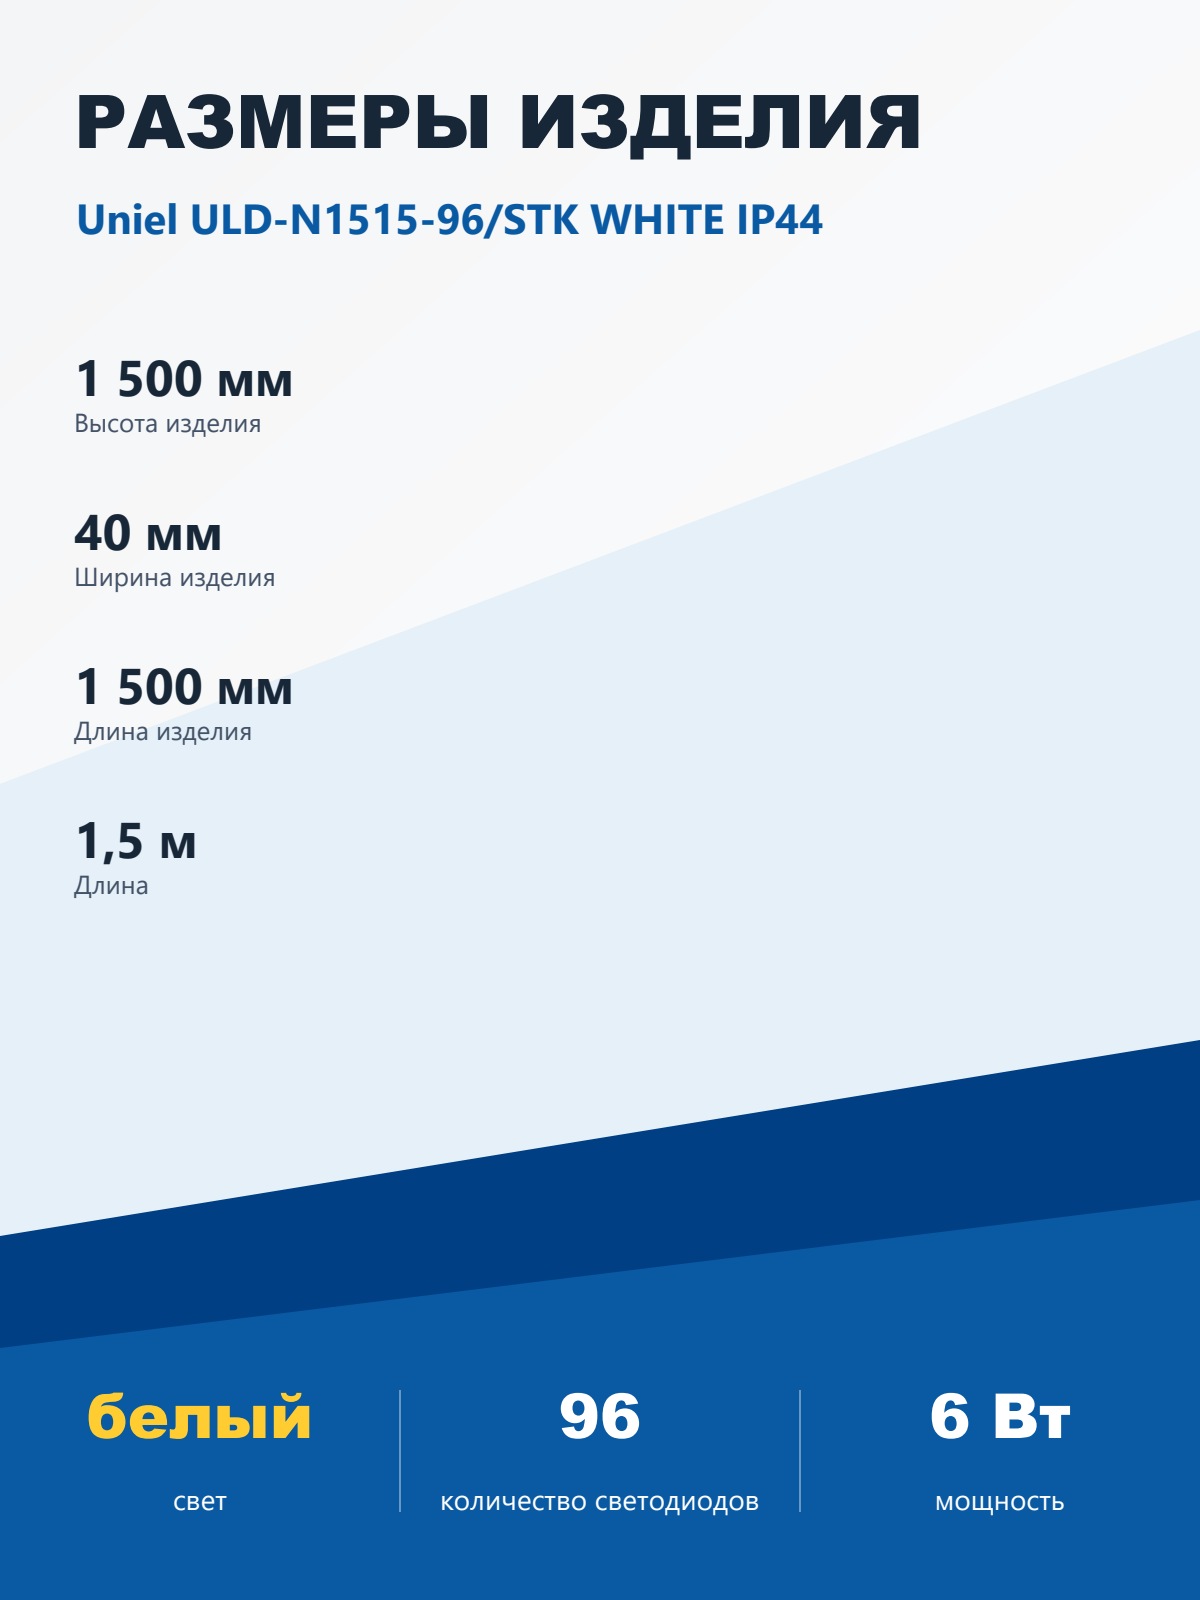 РАЗМЕРЫ ИЗДЕЛИЯ
Uniel ULD-N1515-96/STK WHITE IP44
1 500 мм
Высота изделия
40 мм
Ширина изделия
1 500 мм
Длина изделия
1,5 м
Длина
белый
свет
96
количество светодиодов
6 Вт
мощность